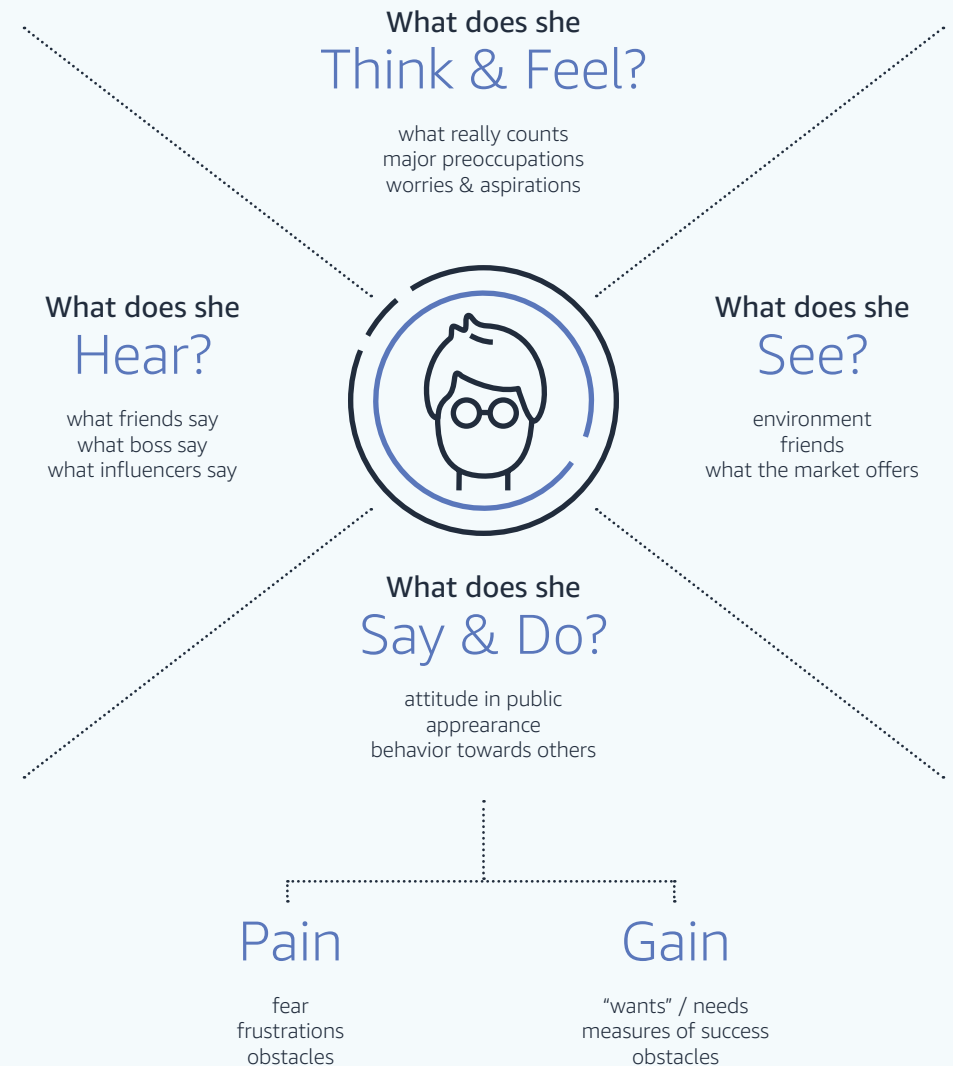 What does she
Think & Feel?
what really counts
major preoccupations
worries & aspirations
What does she
Hear?
what friends say
what boss say
what influencers say
What does she
See?
environment
friends
what the market offers
What does she
Say & Do?
attitude in public
apprearance
behavior towards others
Pain
fear
frustrations
obstacles
Gain
“wants” / needs
measures of success
obstacles